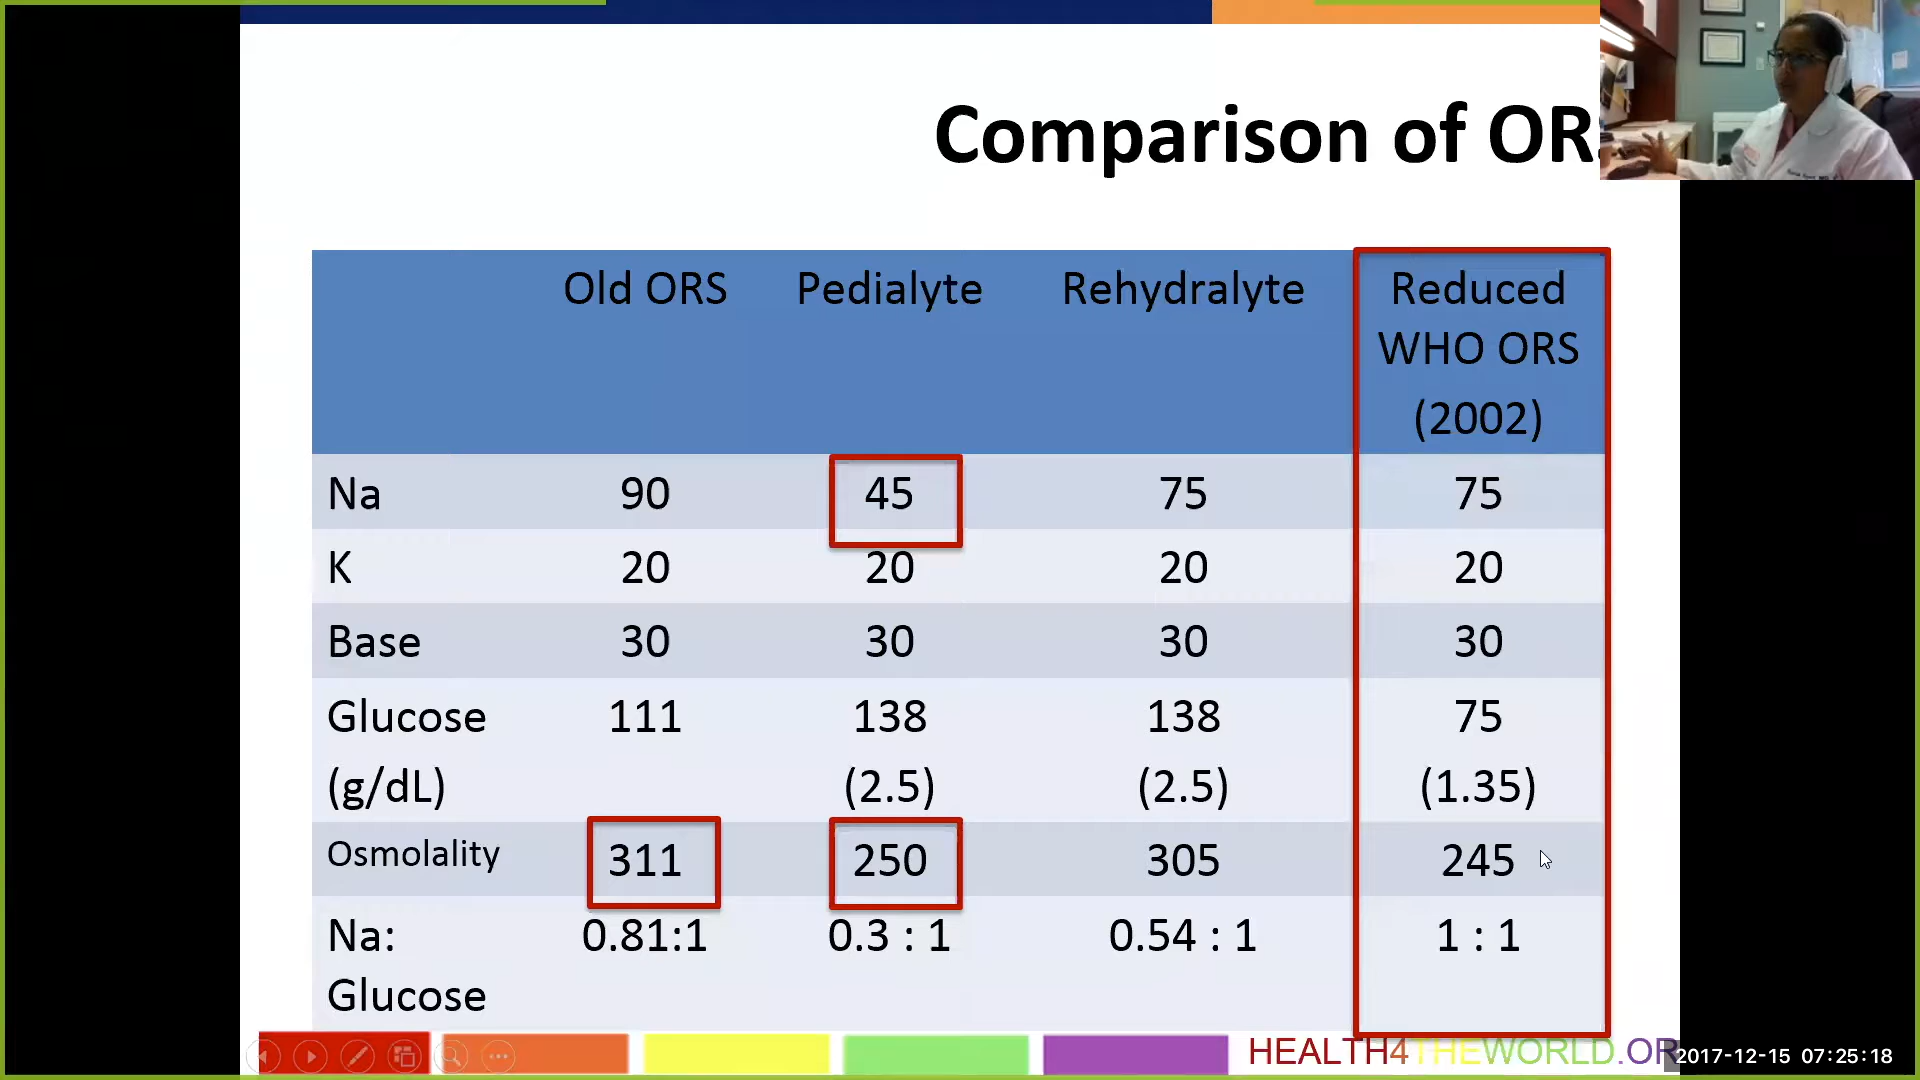 Comparison of OR
Old ORS Pedialyte Rehydralyte Reduced
WHO ORS
(2002)
Na 90 45 75 75
K 20 20 20 20
Base 30 30 30 30
Glucose 111 138 138 75
(g/dL) (2.5) (2.5) (1.35)
Osmolality 311 250 305 245
Na: 0.81:1 0.3 : 1 0.54 : 1 1 : 1
Glucose
HEALTH4THEWORLD.OR
2017-12-15 07:25:18